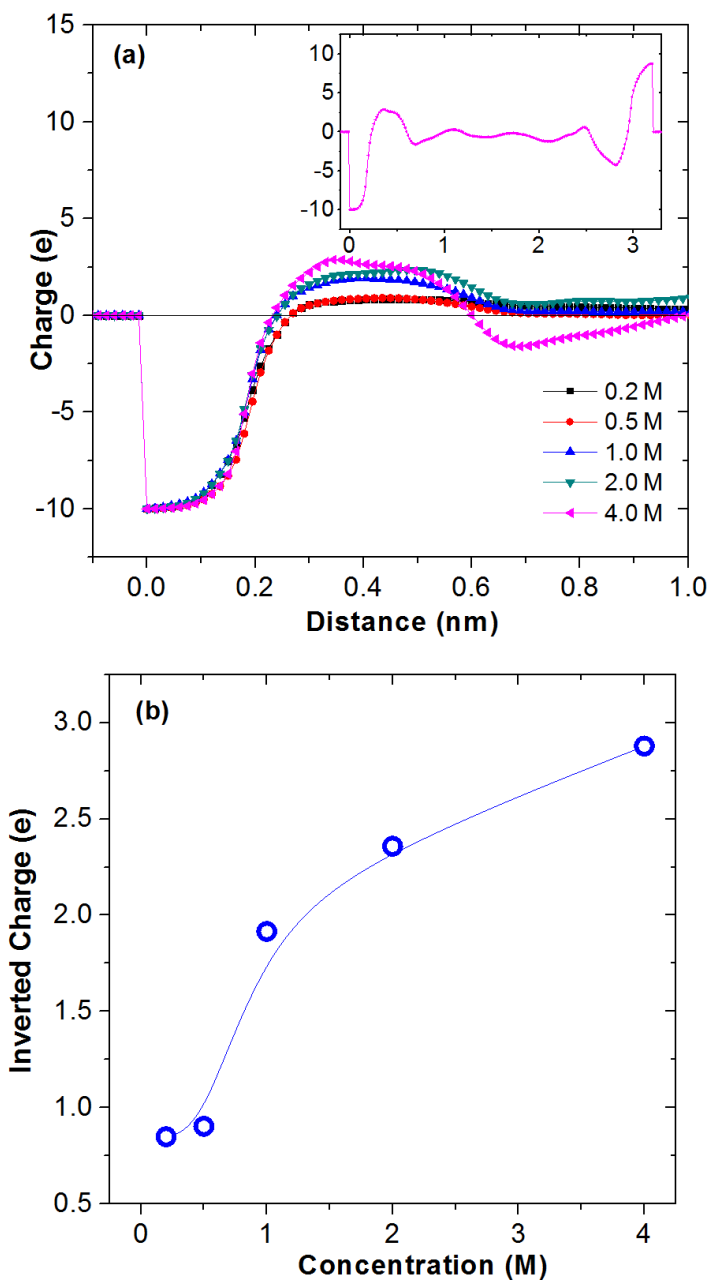 (a)
15
10
5
0
-5
-10
Charge (e)
10
5
0
-5
-10
0 1 2 3
0.2 M
0.5 M
1.0 M
2.0 M
4.0 M
0.0 0.2 0.4 0.6 0.8 1.0
Distance (nm)
(b)
3.0
2.5
2.0
1.5
1.0
0.5
Inverted Charge (e)
0 1 2 3 4
Concentration (M)